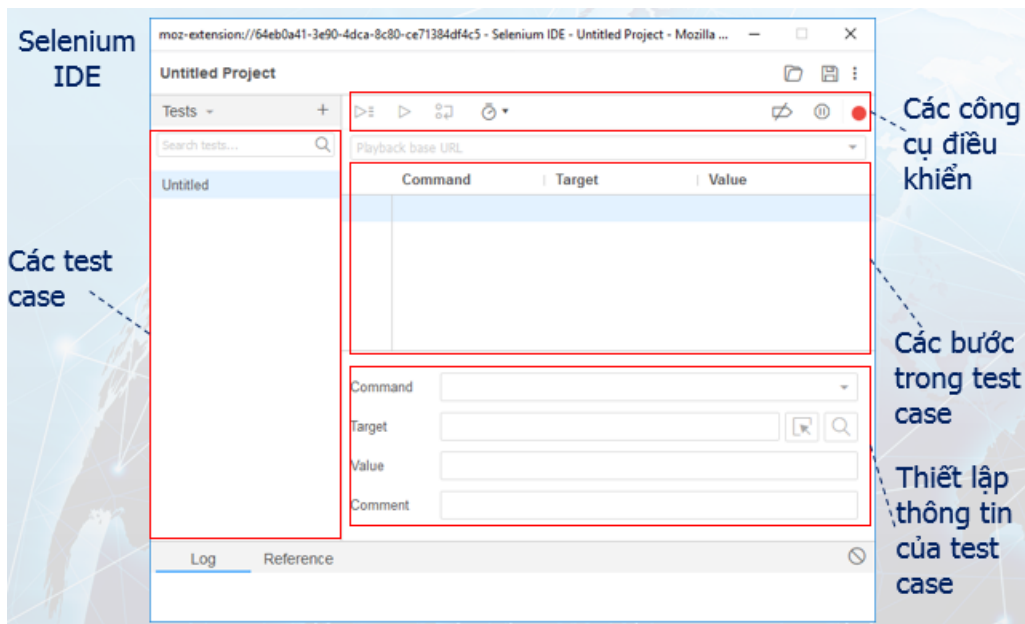 Selenium
IDE
moz-extension://64eb0a41-3e90-4dca-8c80-ce71384df4c5 - Selenium IDE - Untitled Project - Mozilla ...
Untitled Project
Tests
Search tests...
Untitled
Playback base URL
Command Target Value
Command
Target
Value
Comment
Log Reference
Các công
cụ điều
khiển
Các test
case
Các bước
trong test
case
Thiết lập
thông tin
của test
case